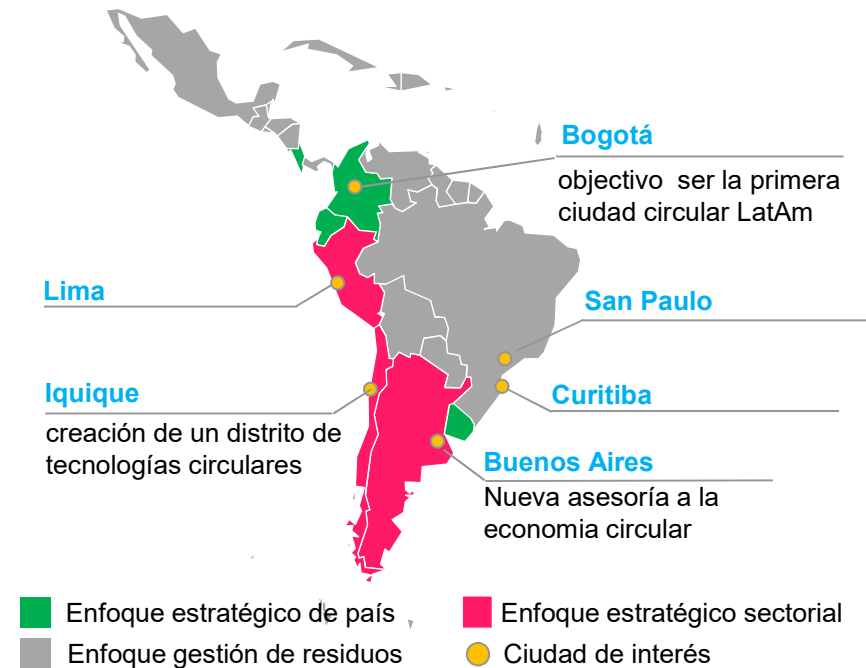 Bogotá
objectivo ser la primera
ciudad circular LatAm
Lima
San Paulo
Iquique
creación de un distrito de
tecnologías circulares
Curitiba
Buenos Aires
Nueva asesoría a la
economia circular
Enfoque estratégico de país
Enfoque estratégico sectorial
Enfoque gestión de residuos
Ciudad de interés